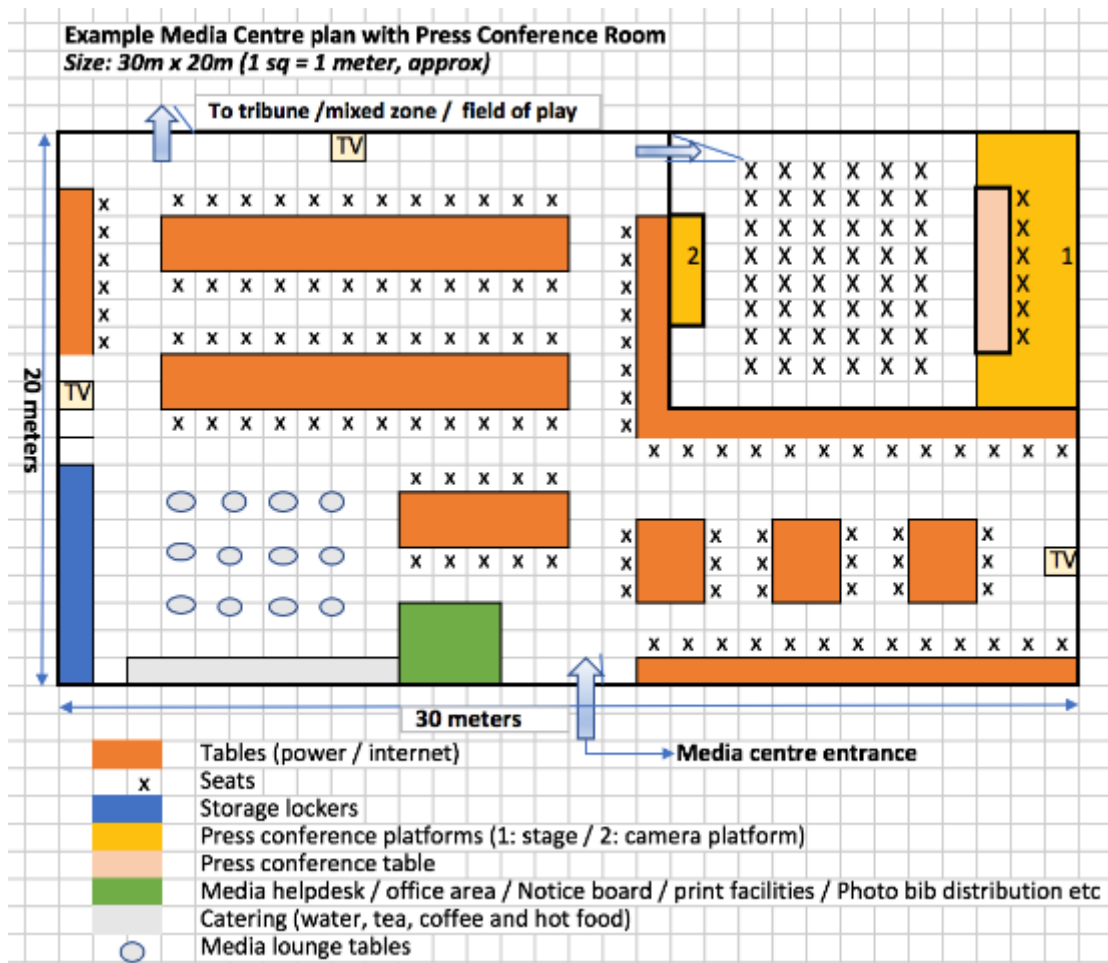 Example Media Centre plan with Press Conference Room
Size: 30m x 20m (1 sq = 1 meter, approx)
To tribune /mixed zone / field of play
TV
2
1
TV
20 meters
TV
30 meters
Media centre entrance
Tables (power / internet)
x Seats
Storage lockers
Press conference platforms (1: stage / 2: camera platform)
Press conference table
Media helpdesk / office area / Notice board / print facilities / Photo bib distribution etc
Catering (water, tea, coffee and hot food)
Media lounge tables